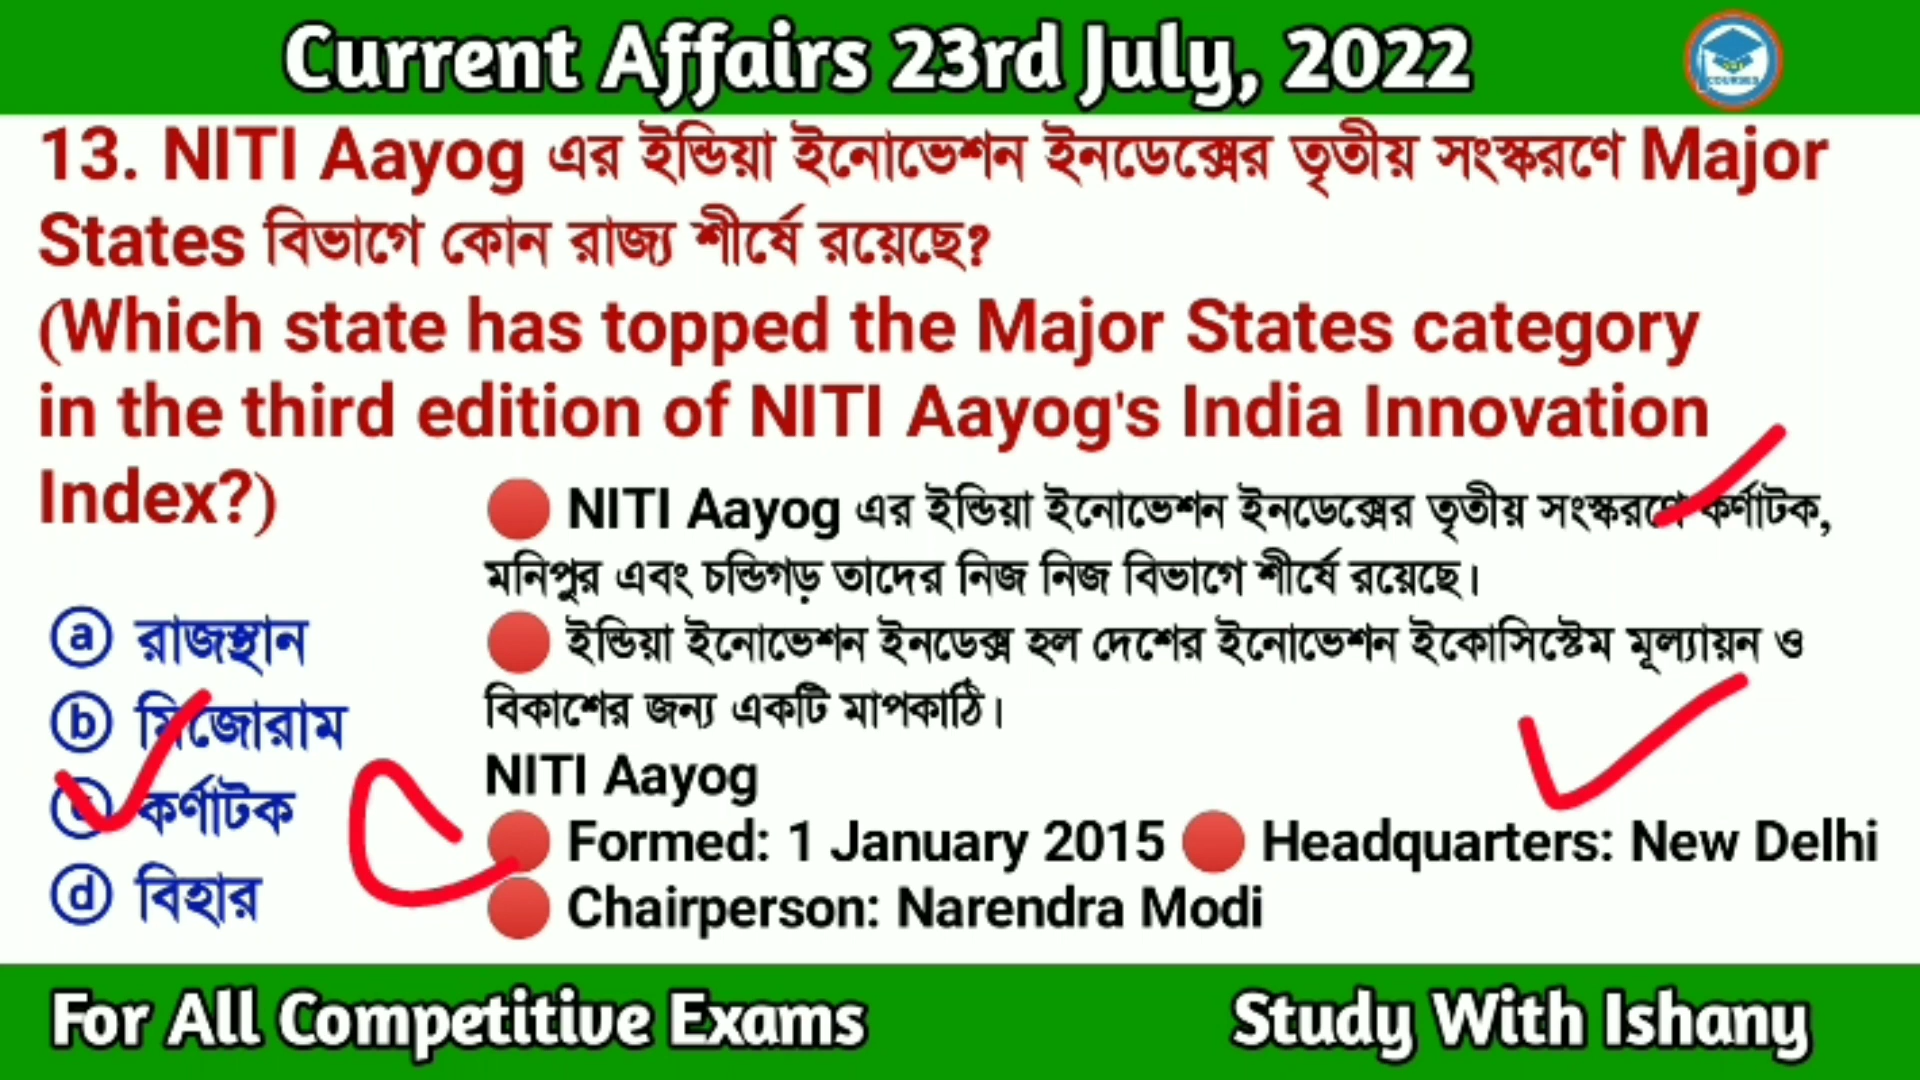 Current Affairs 23rd July, 2022
COURSES
13. NITI Aayog এর ইন্ডিয়া ইনোভেশন ইনডেক্সের তৃতীয় সংস্করণে Major
States বিভাগে কোন রাজ্য শীর্ষে রয়েছে?
(Which state has topped the Major States category
in the third edition of NITI Aayog's India Innovation
Index?)
ⓐ রাজস্থান
ⓑ মিজোরাম
ⓒ কর্ণাটক
ⓓ বিহার
🔴 NITI Aayog এর ইন্ডিয়া ইনোভেশন ইনডেক্সের তৃতীয় সংস্করণে কর্ণাটক,
মনিপুর এবং চন্ডিগড় তাদের নিজ নিজ বিভাগে শীর্ষে রয়েছে।
🔴 ইন্ডিয়া ইনোভেশন ইনডেক্স হল দেশের ইনোভেশন ইকোসিস্টেম মূল্যায়ন ও
বিকাশের জন্য একটি মাপকাঠি।
NITI Aayog
🔴 Formed: 1 January 2015 🔴 Headquarters: New Delhi
🔴 Chairperson: Narendra Modi
For All Competitive Exams
Study With Ishany